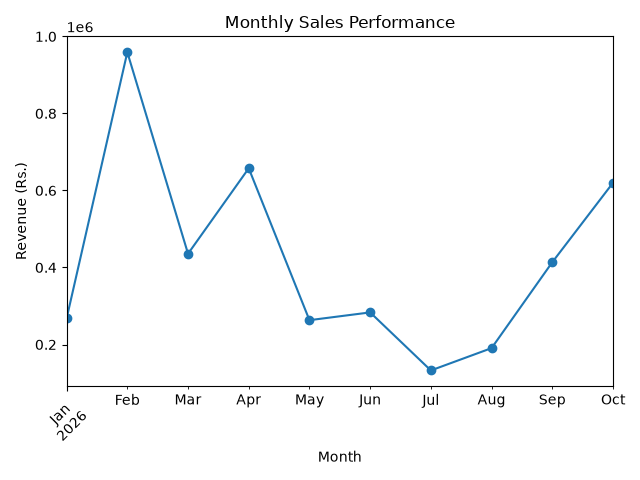 Monthly Sales Performance
1e6
1.0
0.8
0.6
0.4
0.2
Revenue (Rs.)
Jan
2026
Feb
Mar
Apr
May
Jun
Jul
Aug
Sep
Oct
Month